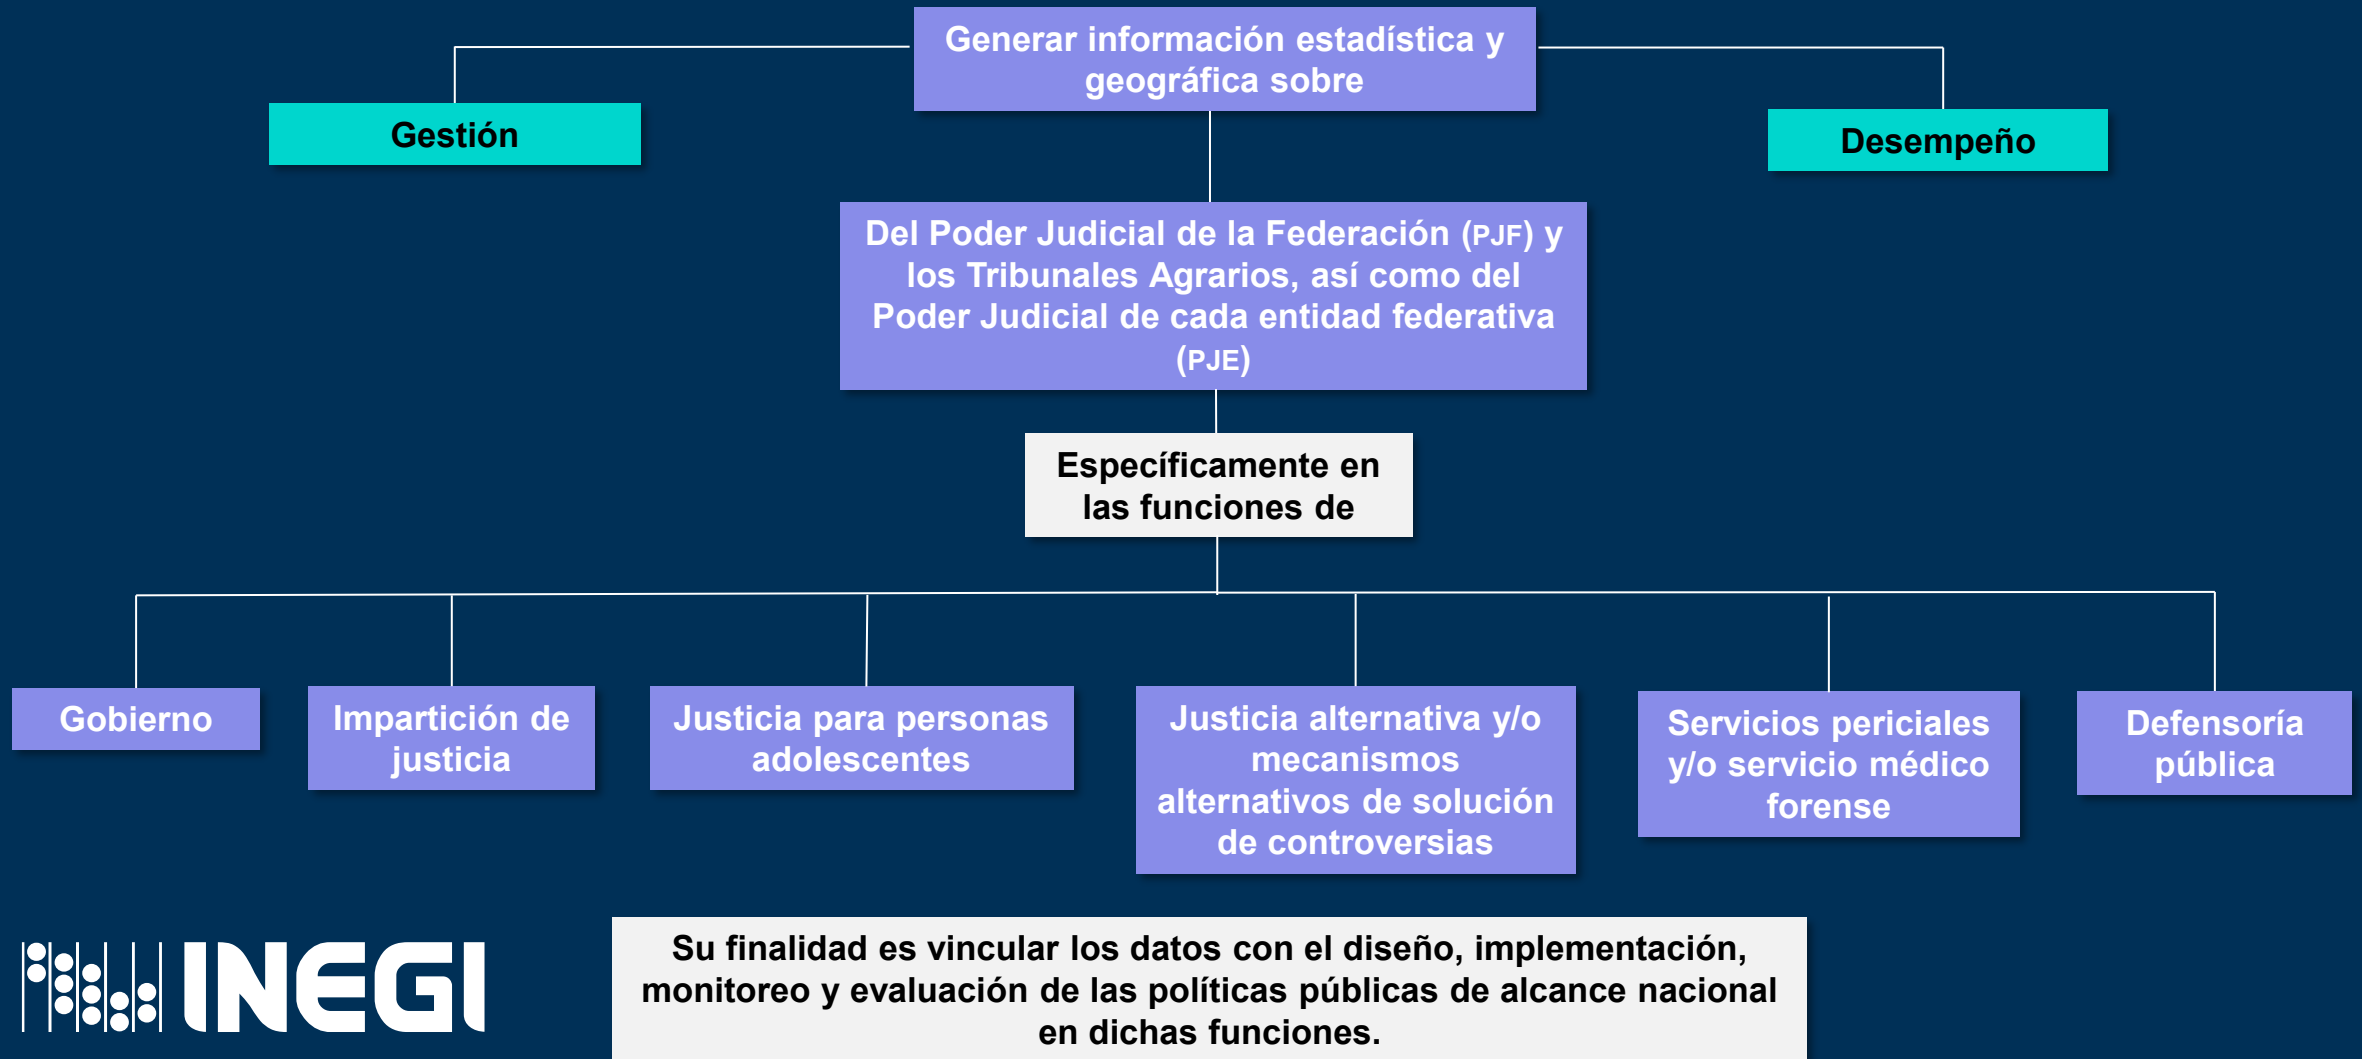 Generar información estadística y
geográfica sobre
Gestión
Desempeño
Del Poder Judicial de la Federación (PJF) y
los Tribunales Agrarios, así como del
Poder Judicial de cada entidad federativa
(PJE)
Específicamente en
las funciones de
Gobierno
Impartición de
justicia
Justicia para personas
adolescentes
Justicia alternativa y/o
mecanismos
alternativos de solución
de controversias
Servicios periciales
y/o servicio médico
forense
Defensoría
pública
INEGI
Su finalidad es vincular los datos con el diseño, implementación,
monitoreo y evaluación de las políticas públicas de alcance nacional
en dichas funciones.